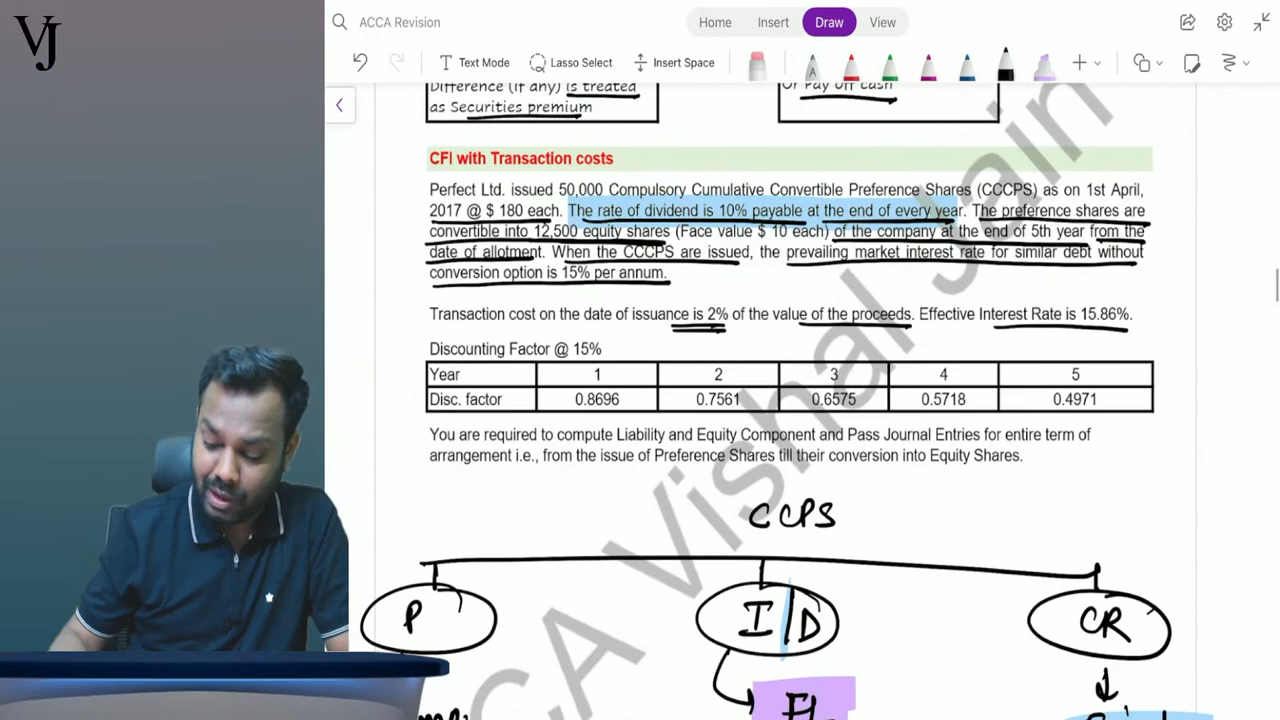 VJ
ACCA Revision
Home Insert Draw View
Text Mode Lasso Select Insert Space
Difference (if any) is treated
as Securities premium
Or Pay off cash
CFI with Transaction costs
Perfect Ltd. issued 50,000 Compulsory Cumulative Convertible Preference Shares (CCCPS) as on 1st April,
2017 @ $ 180 each. The rate of dividend is 10% payable at the end of every year. The preference shares are
convertible into 12,500 equity shares (Face value $ 10 each) of the company at the end of 5th year from the
date of allotment. When the CCCPS are issued, the prevailing market interest rate for similar debt without
conversion option is 15% per annum.
Transaction cost on the date of issuance is 2% of the value of the proceeds. Effective Interest Rate is 15.86%.
Discounting Factor @ 15%
Year 1 2 3 4 5
Disc. factor 0.8696 0.7561 0.6575 0.5718 0.4971
You are required to compute Liability and Equity Component and Pass Journal Entries for entire term of
arrangement i.e., from the issue of Preference Shares till their conversion into Equity Shares.
CCPS
P I/D CR
FL
CA Vishal Jain